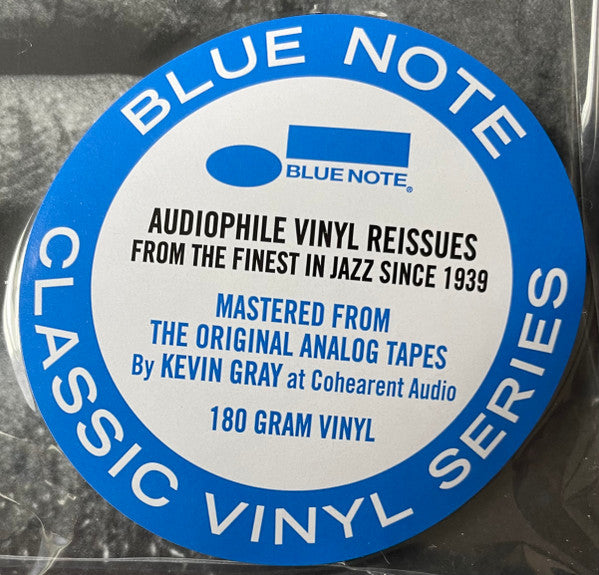 BLUE NOTE
BLUE NOTE®
AUDIOPHILE VINYL REISSUES
FROM THE FINEST IN JAZZ SINCE 1939
MASTERED FROM
THE ORIGINAL ANALOG TAPES
By KEVIN GRAY at Cohearent Audio
180 GRAM VINYL
CLASSIC VINYL SERIES